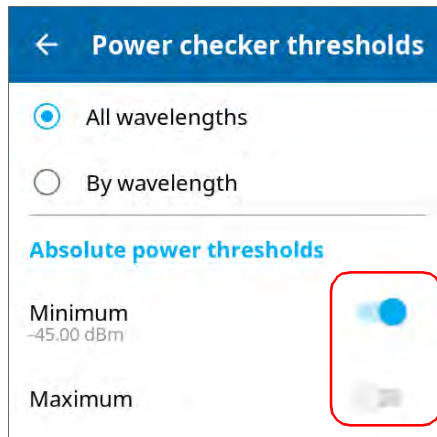 Power checker thresholds
All wavelengths
By wavelength
Absolute power thresholds
Minimum
-45.00 dBm
Maximum